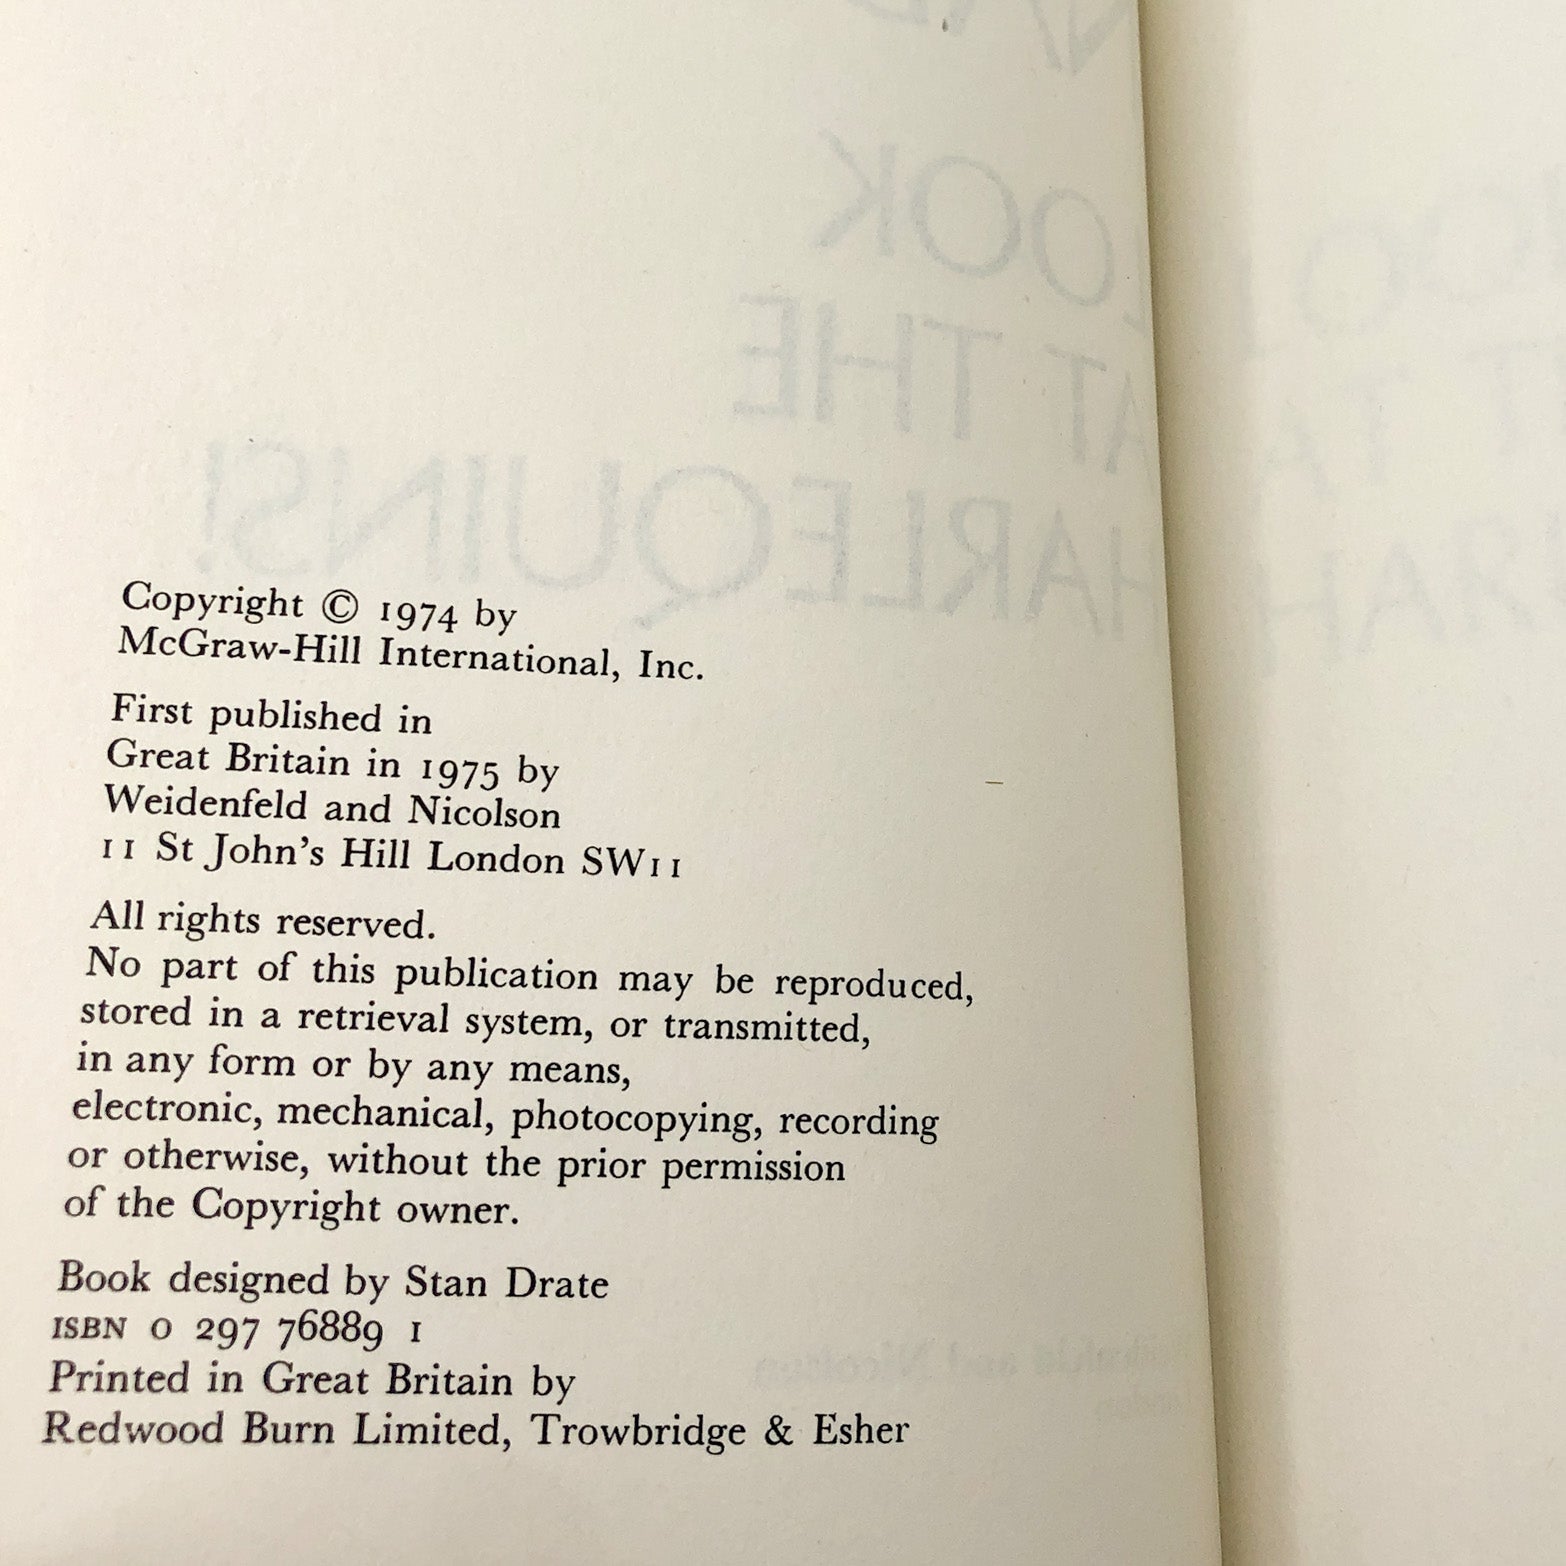 LOOK
AT THE
HARLEQUINS!
Copyright © 1974 by
McGraw-Hill International, Inc.
First published in
Great Britain in 1975 by
Weidenfeld and Nicolson
11 St John's Hill London SW11
All rights reserved.
No part of this publication may be reproduced,
stored in a retrieval system, or transmitted,
in any form or by any means,
electronic, mechanical, photocopying, recording
or otherwise, without the prior permission
of the Copyright owner.
Book designed by Stan Drate
ISBN 0 297 76889 1
Printed in Great Britain by
Redwood Burn Limited, Trowbridge & Esher